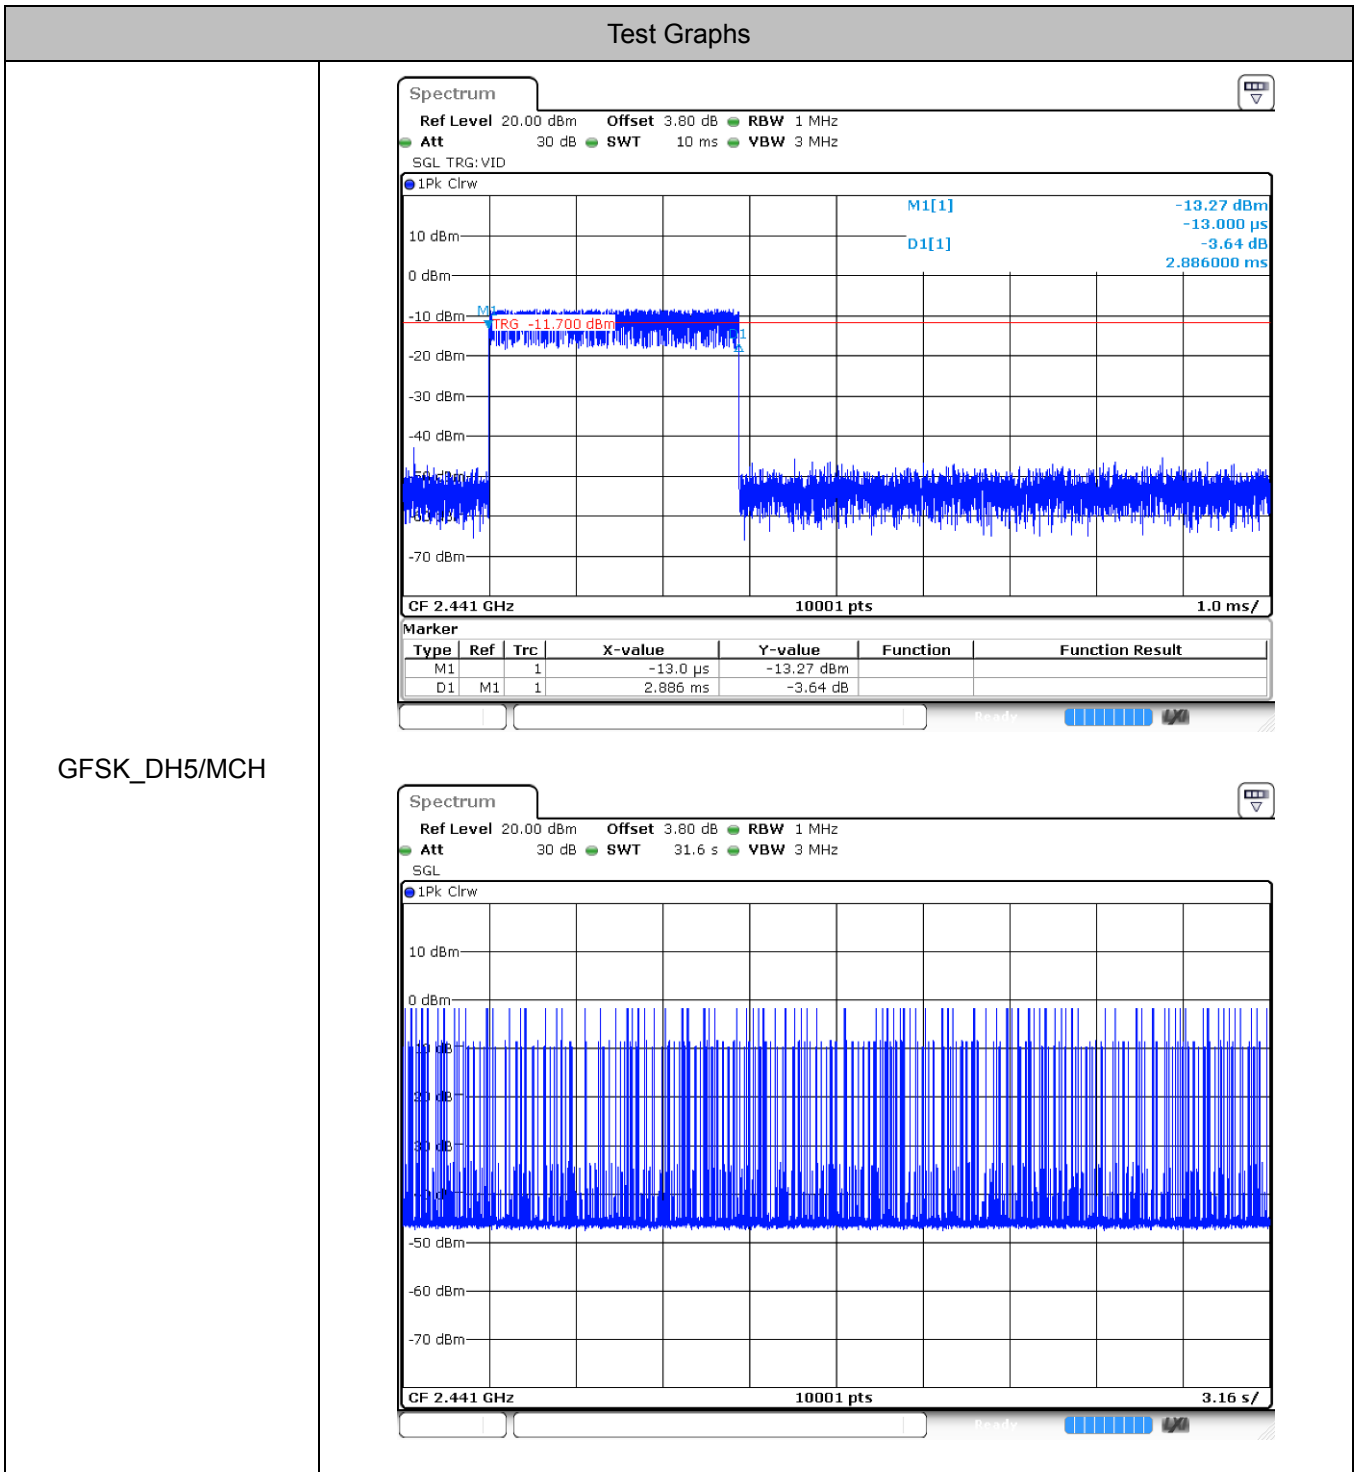 Test Graphs
GFSK_DH5/MCH
Spectrum
Ref Level 20.00 dBm Offset 3.80 dB RBW 1 MHz
Att 30 dB SWT 10 ms VBW 3 MHz
SGL TRG:VID
1Pk Clrw
M1[1] -13.27 dBm
-13.000 µs
10 dBm
D1[1] -3.64 dB
2.886000 ms
0 dBm
M1
-10 dBm
TRG -11.700 dBm
-20 dBm
-30 dBm
-40 dBm
-70 dBm
CF 2.441 GHz 10001 pts 1.0 ms/
Marker
Type Ref Trc X-value Y-value Function Function Result
M1 1 -13.0 µs -13.27 dBm
D1 M1 1 2.886 ms -3.64 dB
Ready
Spectrum
Ref Level 20.00 dBm Offset 3.80 dB RBW 1 MHz
Att 30 dB SWT 31.6 s VBW 3 MHz
SGL
1Pk Clrw
10 dBm
0 dBm
-50 dBm
-60 dBm
-70 dBm
CF 2.441 GHz 10001 pts 3.16 s/
Ready